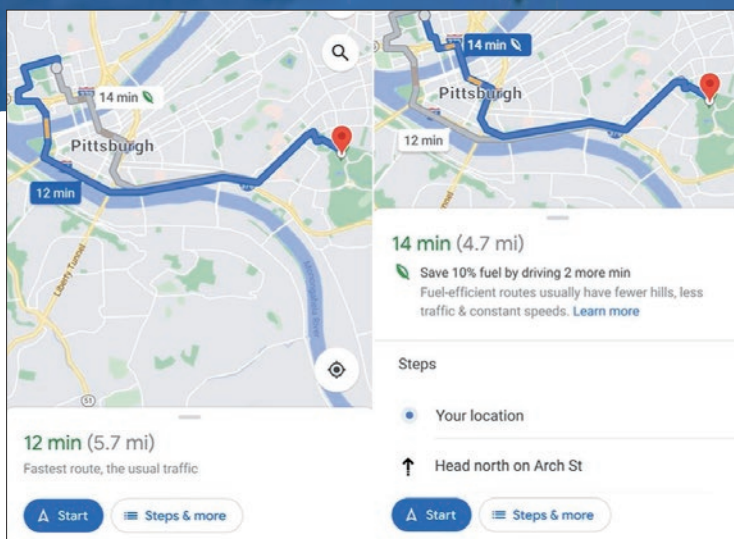 14 min
Pittsburgh
12 min
Liberty Tunnel
Monongahela River
51
12 min (5.7 mi)
Fastest route, the usual traffic
Start
Steps & more
14 min
Pittsburgh
12 min
14 min (4.7 mi)
Save 10% fuel by driving 2 more min
Fuel-efficient routes usually have fewer hills, less
traffic & constant speeds. Learn more
Steps
Your location
Head north on Arch St
Start
Steps & more